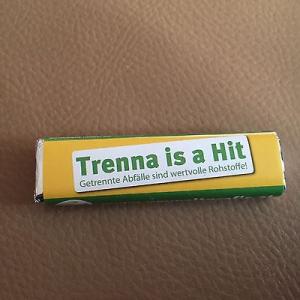 Trenna is a Hit
Getrennte Abfälle sind wertvolle Rohstoffe!